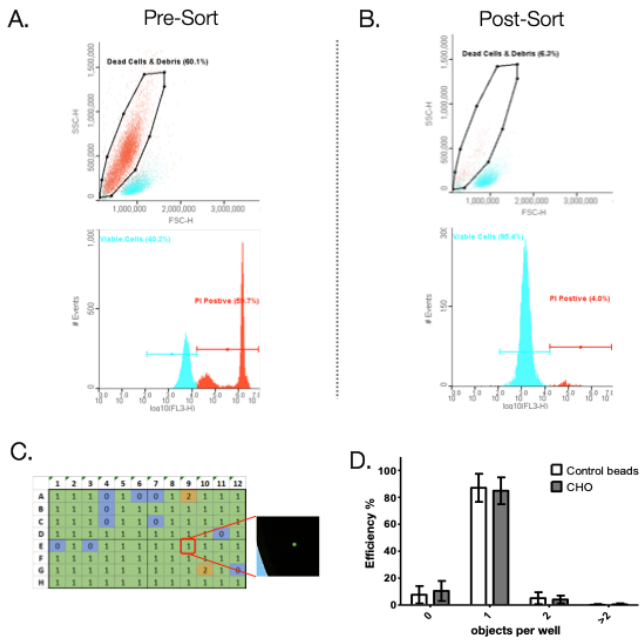 A.
Pre-Sort
B.
Post-Sort
Dead Cells & Debris (60.1%)
1,500,000
1,000,000
500,000
0
SSC-H
1,000,000 2,000,000 3,000,000
FSC-H
Dead Cells & Debris (6.2%)
1,500,000
1,000,000
500,000
0
SSC-H
1,000,000 2,000,000 3,000,000
FSC-H
1,000
500
0
# Events
Viable Cells (40.2%)
PI Postive (59.7%)
log10(FL3-H)
300
150
0
# Events
Viable Cells (95.4%)
PI Postive (4.0%)
log10(FL3-H)
C.
1 2 3 4 5 6 7 8 9 10 11 12
A 1 1 1 0 1 0 0 1 2 1 1 1
B 1 1 1 0 1 1 1 1 1 1 1 1
C 1 1 1 0 1 1 0 1 1 1 1 1
D 1 1 1 1 1 1 1 1 1 1 0 1
E 0 1 0 1 1 1 1 1 1 1 1 1
F 1 1 1 1 1 1 1 1 1 1 1 1
G 1 1 1 1 1 1 1 1 1 2 1 0
H 1 1 1 1 1 1 1 1 1 1 1 1
D.
Control beads
CHO
100
80
60
40
20
0
Efficiency %
0 1 2 >2
objects per well